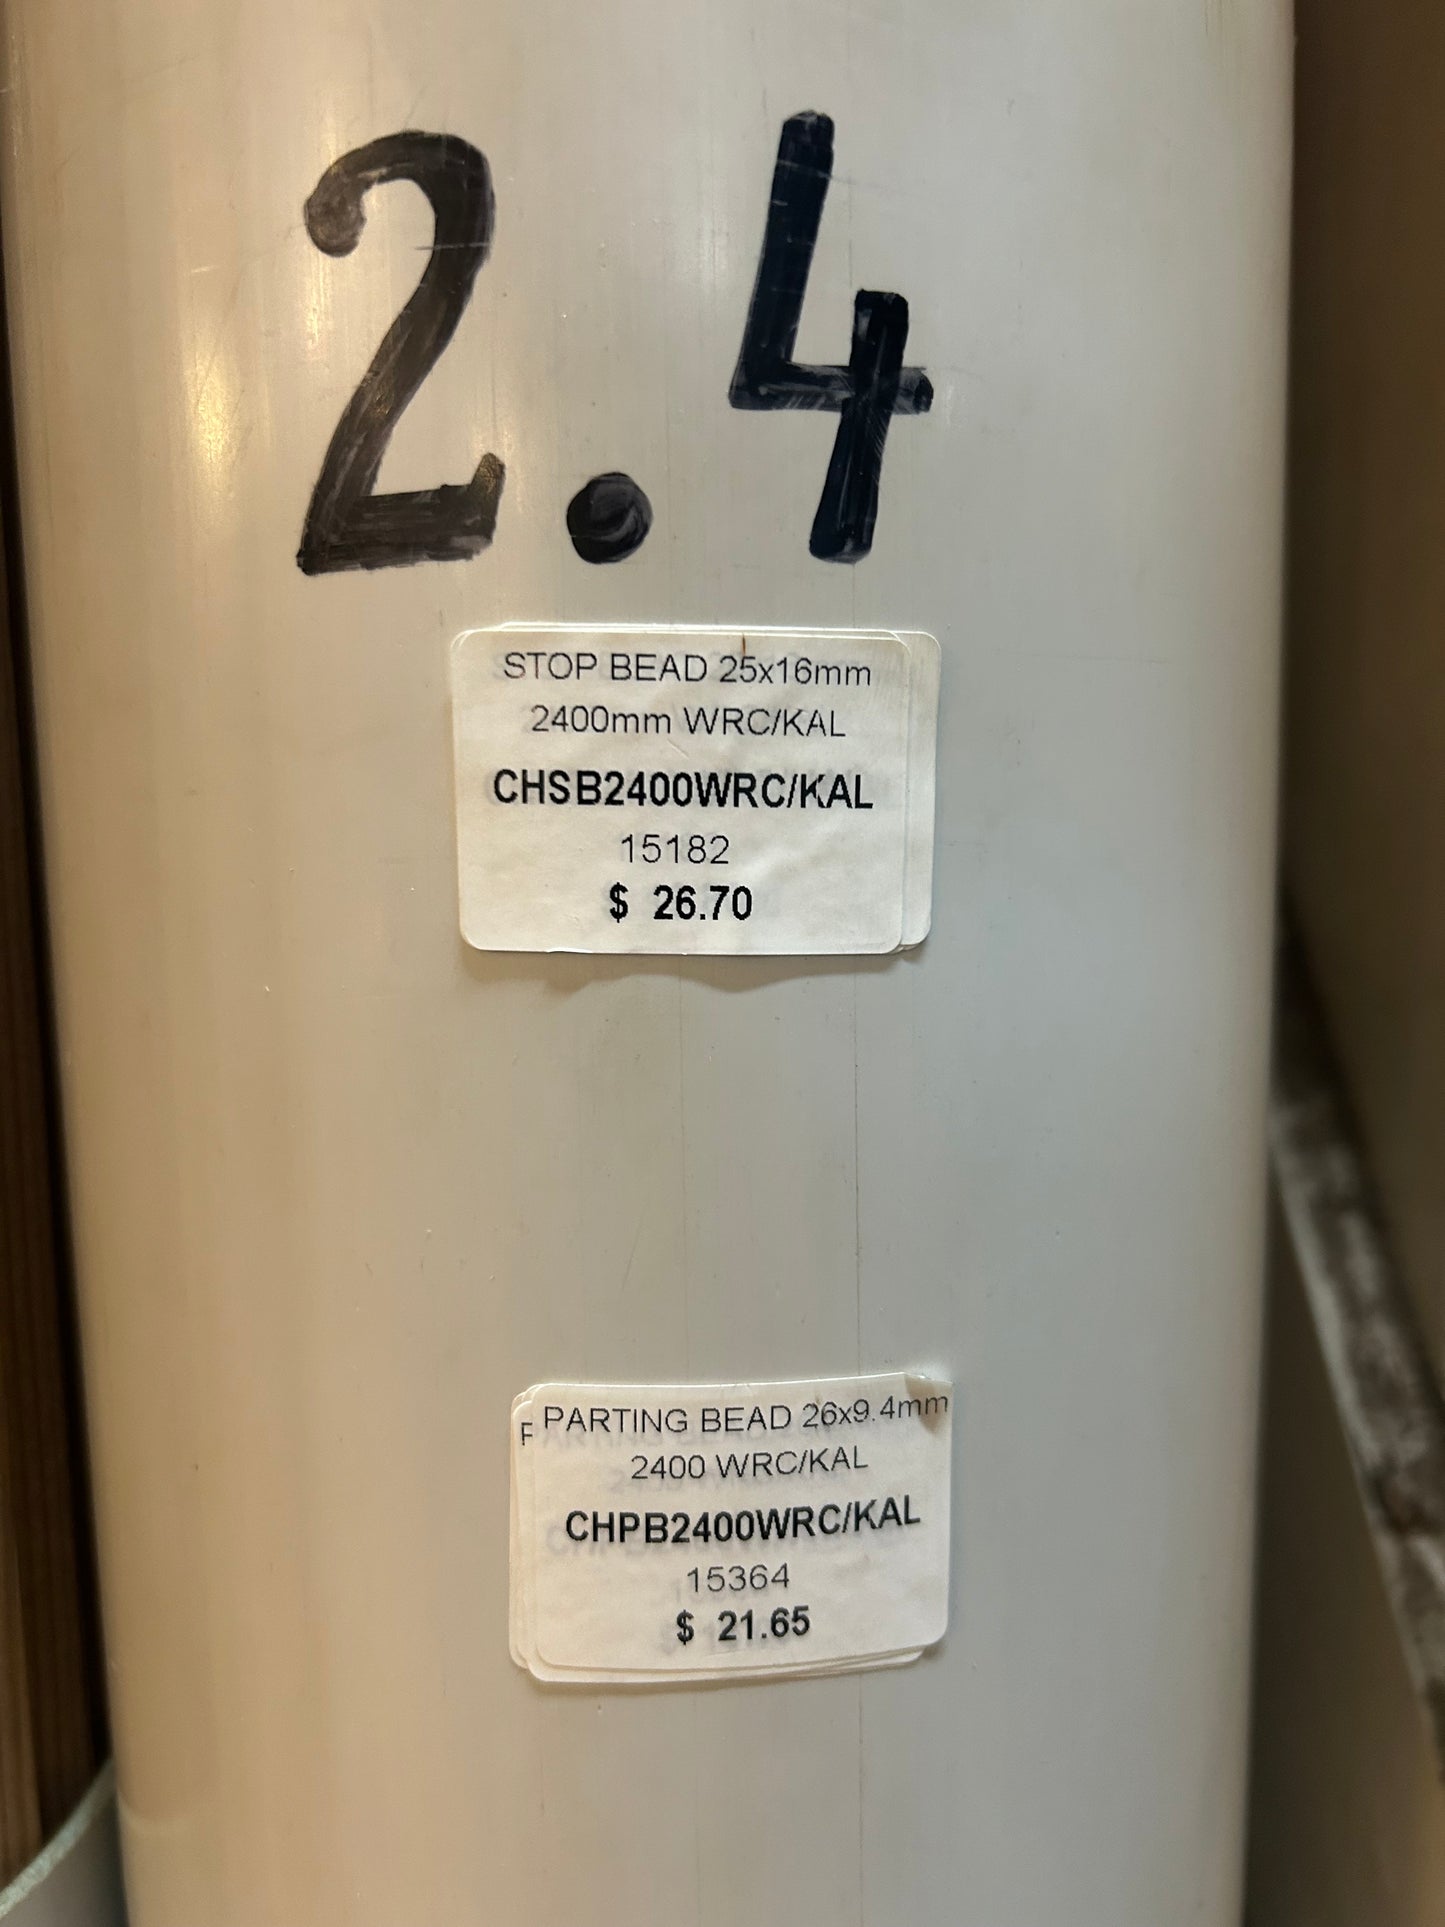 2.4
STOP BEAD 25x16mm
2400mm WRC/KAL
CHSB2400WRC/KAL
15182
$ 26.70
PARTING BEAD 26x9.4mm
2400 WRC/KAL
CHPB2400WRC/KAL
15364
$ 21.65